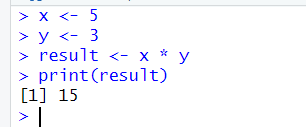 > x <- 5
> y <- 3
> result <- x * y
> print(result)
[1] 15
>